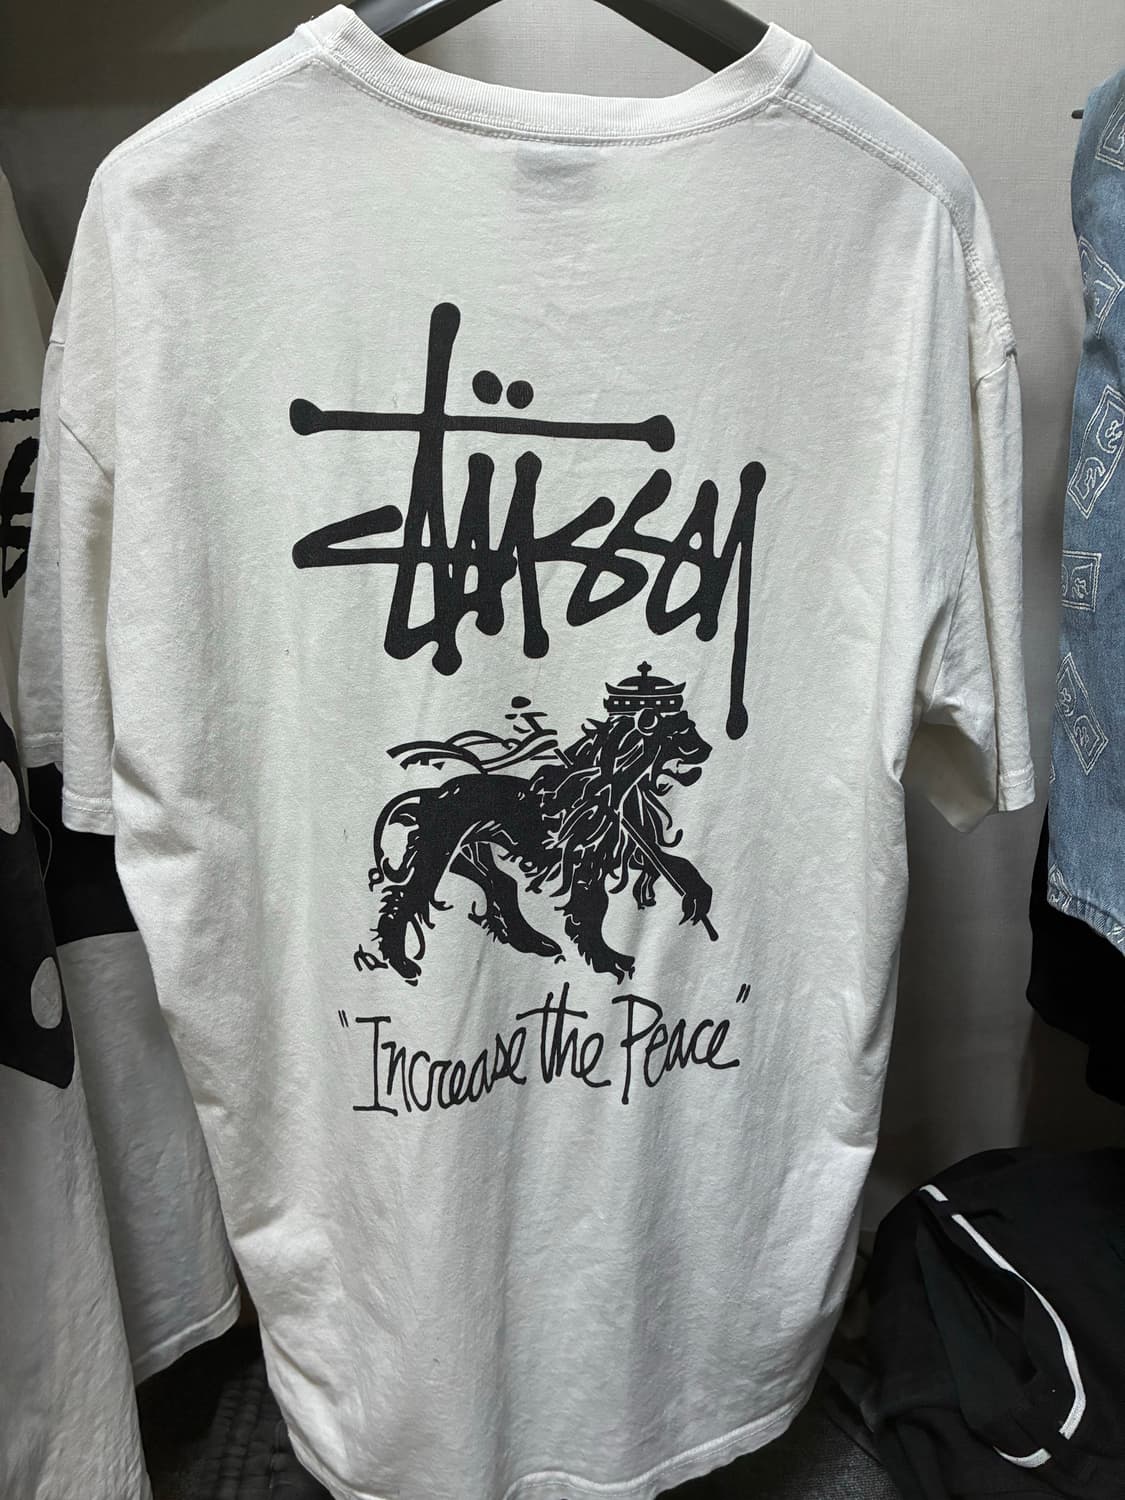 Stüssy
"Increase the Peace"